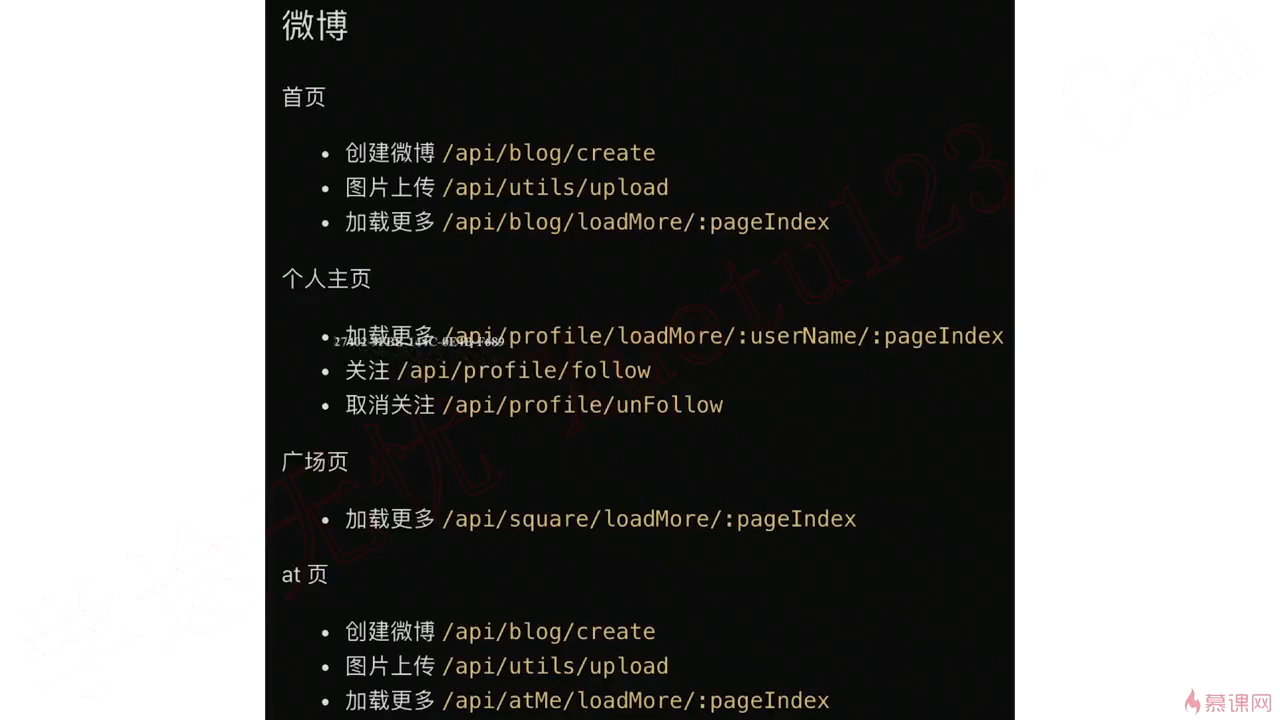 微博
首页
创建微博 /api/blog/create
图片上传 /api/utils/upload
加载更多 /api/blog/loadMore/:pageIndex
个人主页
加载更多 /api/profile/loadMore/:userName/:pageIndex
关注 /api/profile/follow
取消关注 /api/profile/unFollow
广场页
加载更多 /api/square/loadMore/:pageIndex
at 页
创建微博 /api/blog/create
图片上传 /api/utils/upload
加载更多 /api/atMe/loadMore/:pageIndex
慕课网